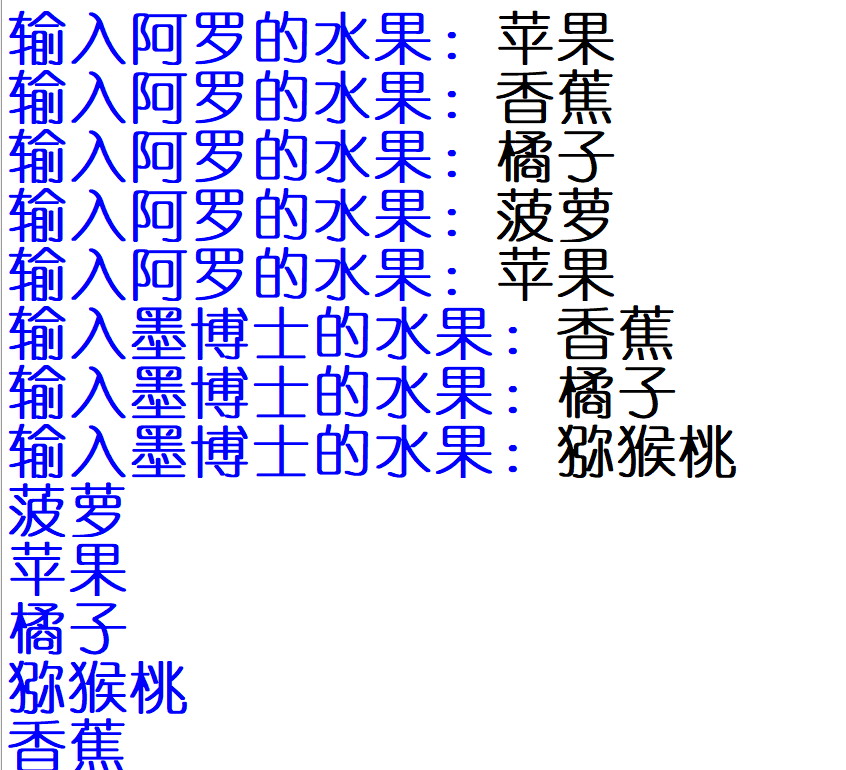 输入阿罗的水果：苹果
输入阿罗的水果：香蕉
输入阿罗的水果：橘子
输入阿罗的水果：菠萝
输入阿罗的水果：苹果
输入墨博士的水果：香蕉
输入墨博士的水果：橘子
输入墨博士的水果：猕猴桃
菠萝
苹果
橘子
猕猴桃
香蕉